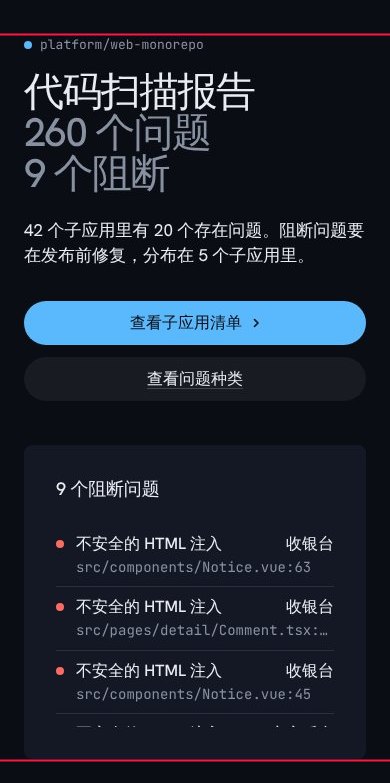 platform/web-monorepo
代码扫描报告
260 个问题
9 个阻断
42 个子应用里有 20 个存在问题。阻断问题要
在发布前修复，分布在 5 个子应用里。
查看子应用清单
查看问题种类
9 个阻断问题
不安全的 HTML 注入 收银台
src/components/Notice.vue:63
不安全的 HTML 注入 收银台
src/pages/detail/Comment.tsx:…
不安全的 HTML 注入 收银台
src/components/Notice.vue:45